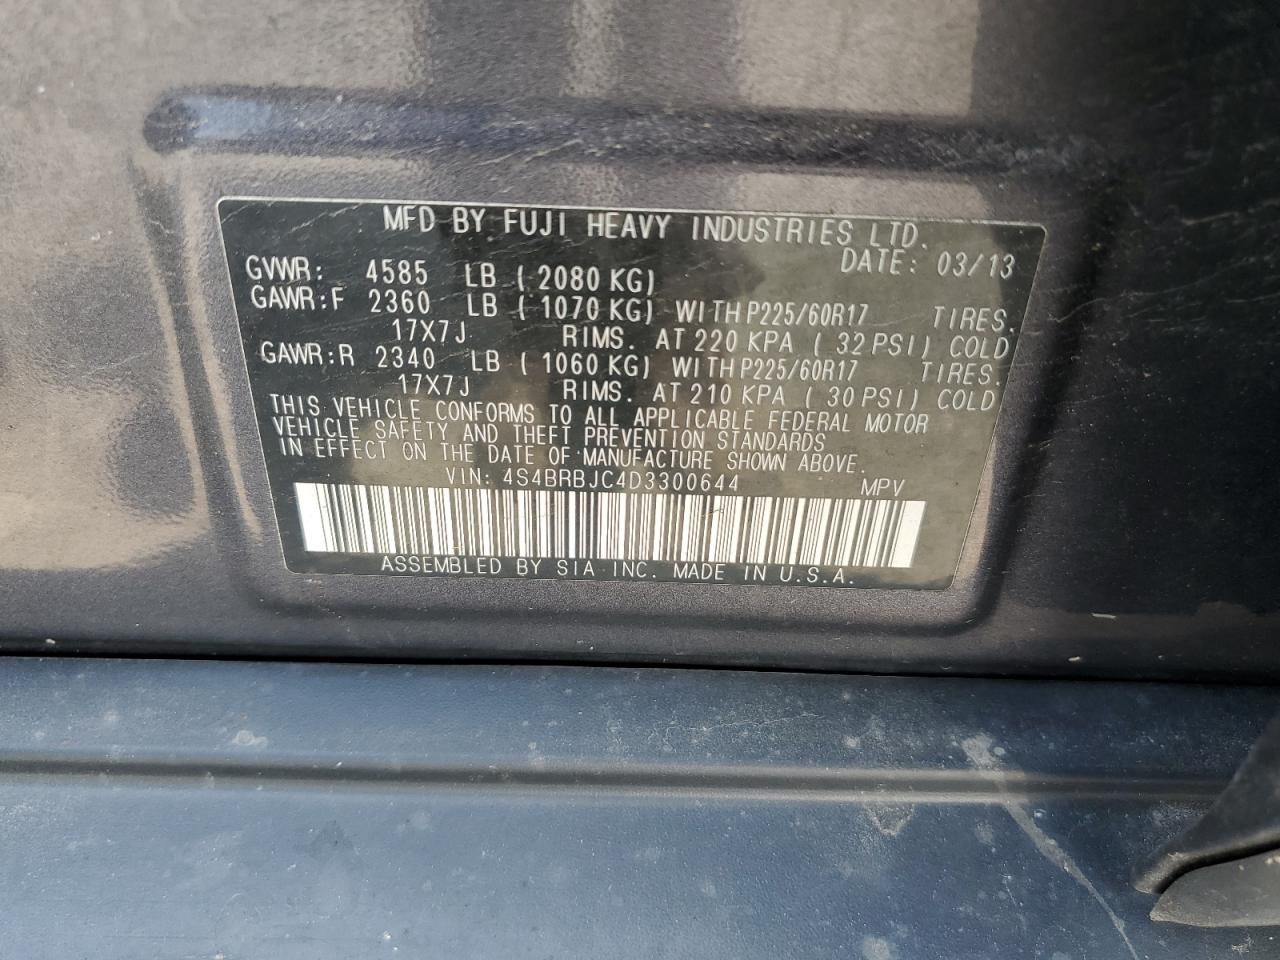 MFD BY FUJI HEAVY INDUSTRIES LTD.
DATE: 03/13
GVWR: 4585 LB ( 2080 KG)
GAWR:F 2360 LB ( 1070 KG) WITH P225/60R17 TIRES.
17X7J RIMS. AT 220 KPA ( 32 PSI) COLD
GAWR:R 2340 LB ( 1060 KG) WITH P225/60R17 TIRES.
17X7J RIMS. AT 210 KPA ( 30 PSI) COLD
THIS VEHICLE CONFORMS TO ALL APPLICABLE FEDERAL MOTOR
VEHICLE SAFETY AND THEFT PREVENTION STANDARDS
IN EFFECT ON THE DATE OF MANUFACTURE SHOWN ABOVE.
VIN: 4S4BRBJC4D3300644 MPV
ASSEMBLED BY SIA INC. MADE IN U.S.A.